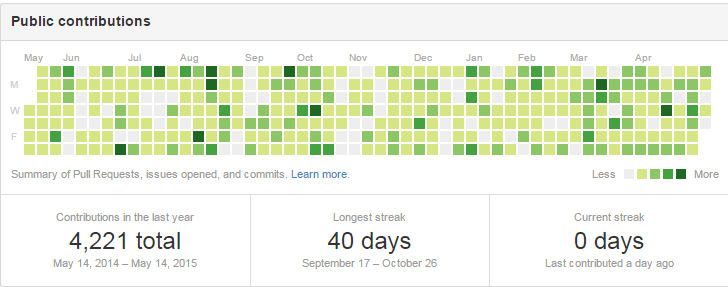 Public contributions
May Jun Jul Aug Sep Oct Nov Dec Jan Feb Mar Apr
M
W
F
Summary of Pull Requests, issues opened, and commits. Learn more. Less More
Contributions in the last year
4,221 total
May 14, 2014 – May 14, 2015
Longest streak
40 days
September 17 – October 26
Current streak
0 days
Last contributed a day ago